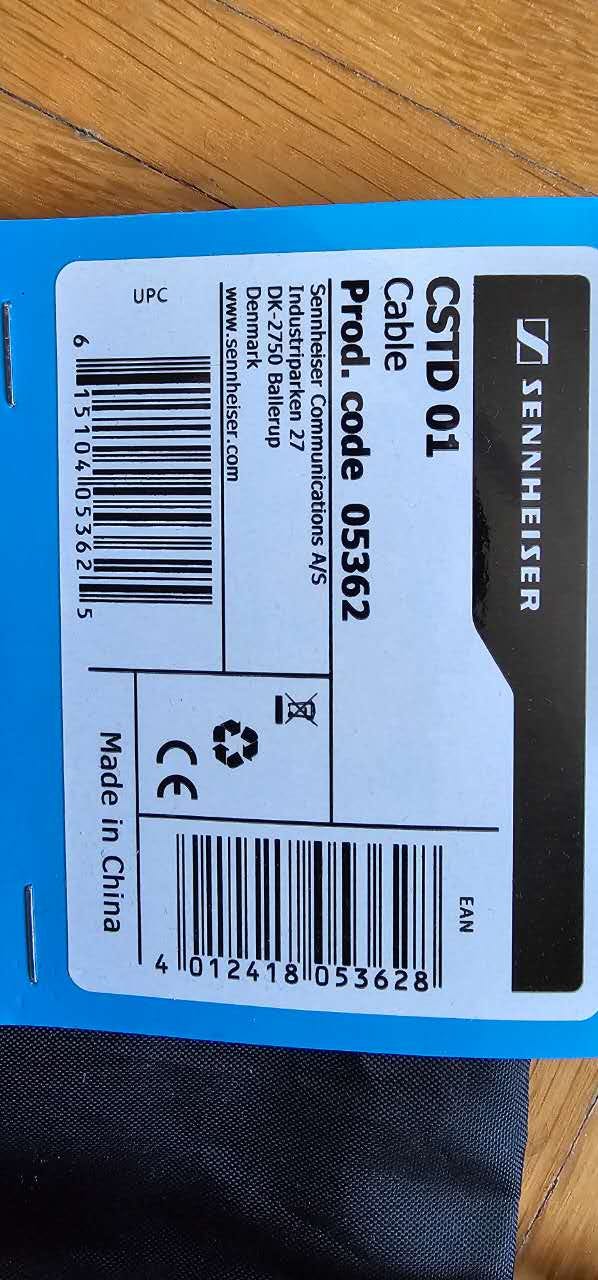 SENNHEISER
CSTD 01
Cable
Prod. code 05362
Sennheiser Communications A/S
Industriparken 27
DK-2750 Ballerup
Denmark
www.sennheiser.com
UPC
6 15104 05362 5
CE
EAN
4 012418 053628
Made in China